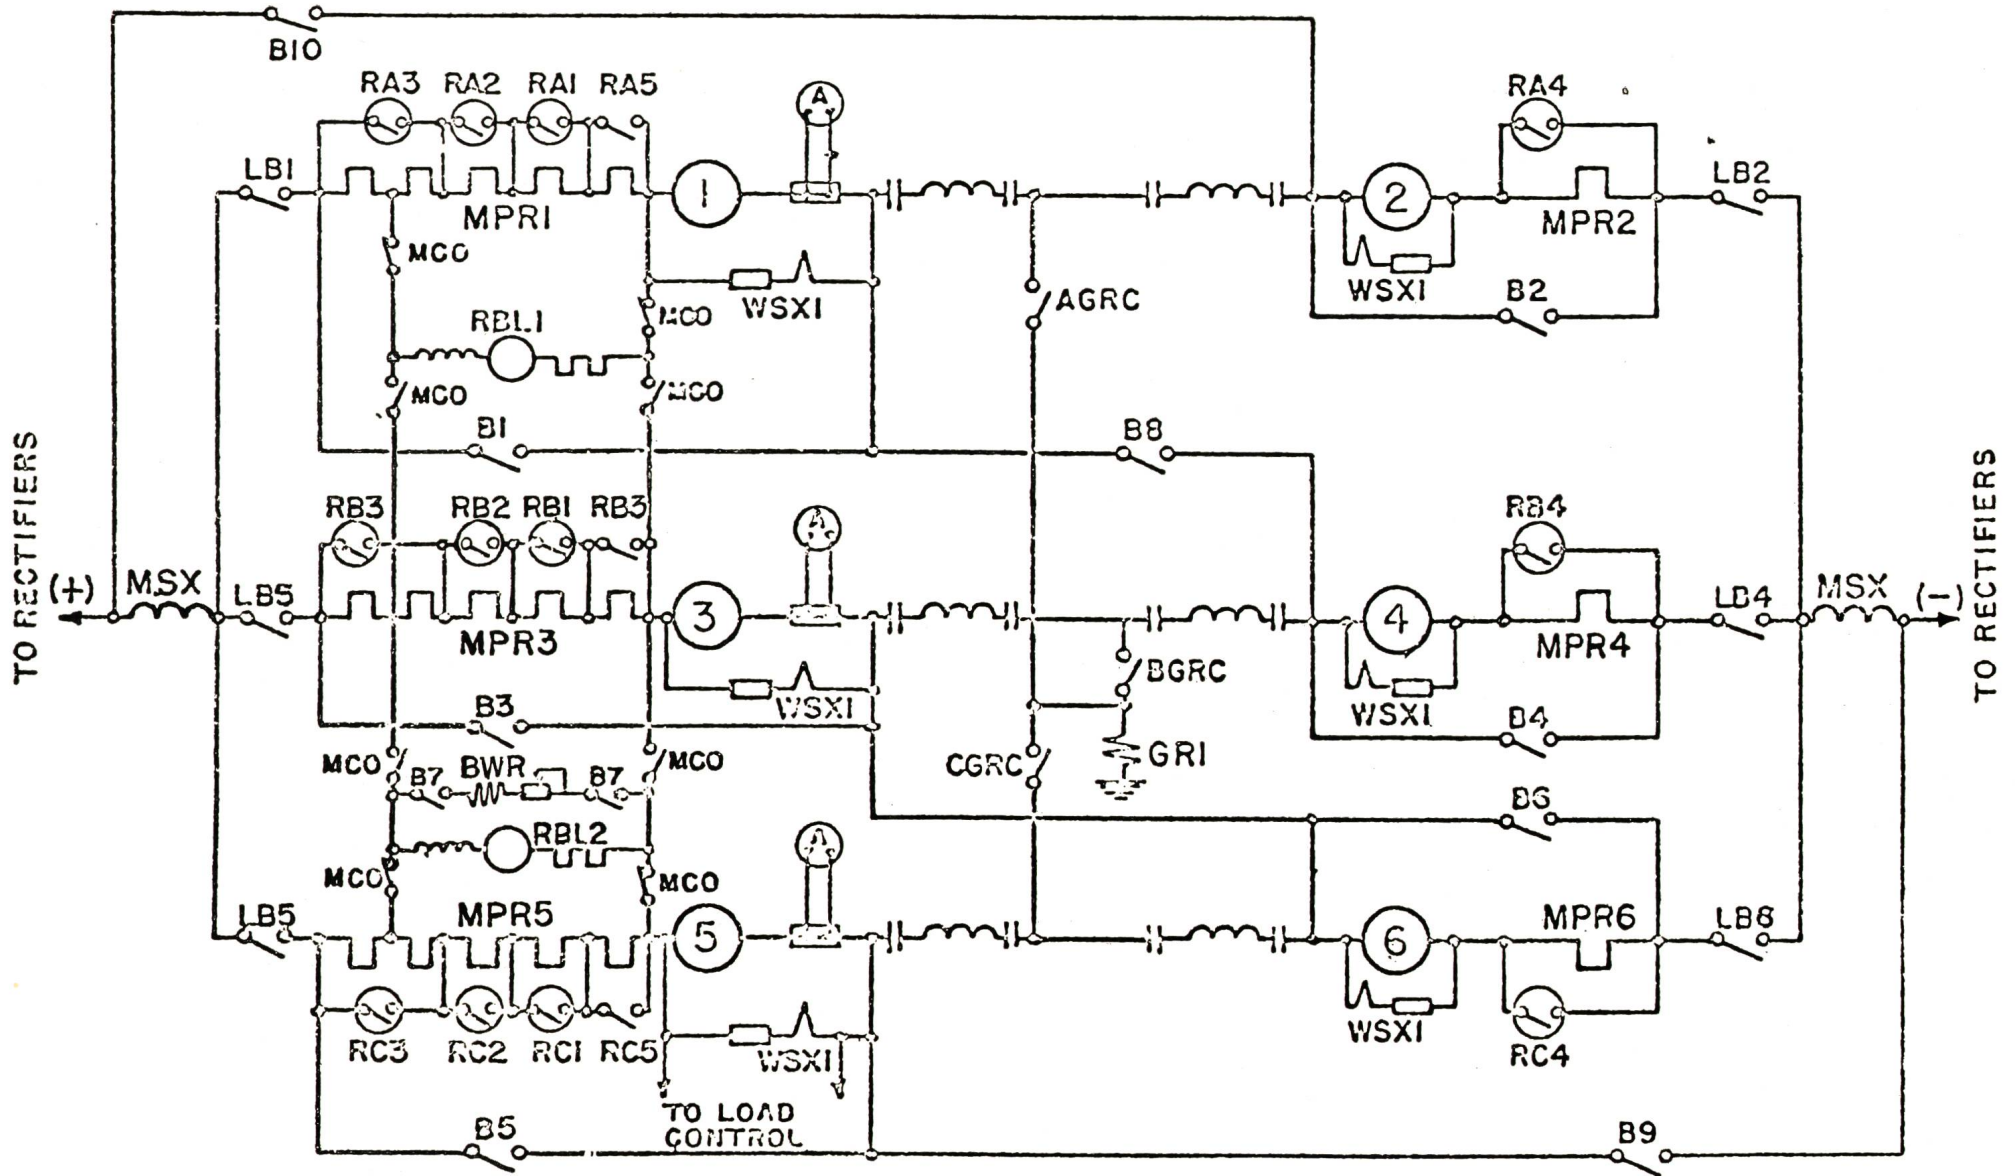 B10
RA3 RA2 RA1 RA5
A
RA4
LB1
1
2
LB2
MPR1
MPR2
MCO
WSX1
WSX1
AGRC
B2
RBL1
MCO
MCO
MCO
B1
B8
RB3 RB2 RB1 RB3
A
RB4
TO RECTIFIERS
(+)
MSX
LB5
3
4
LB4
MSX
(-)
TO RECTIFIERS
MPR3
MPR4
WSX1
BGRC
WSX1
B3
B4
MCO
B7
BWR
B7
MCO
CGRC
GR1
B6
RBL2
A
MCO
MCO
LB5
MPR5
5
6
MPR6
LB6
RC3 RC2 RC1 RC5
WSX1
WSX1
RC4
TO LOAD
CONTROL
B5
B9